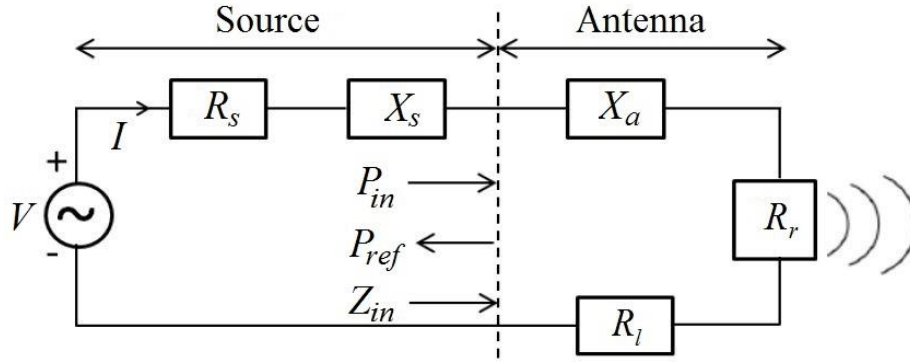 Source
Antenna
R_s
X_s
X_a
I
+
V
-
P_in
P_ref
Z_in
R_r
R_l